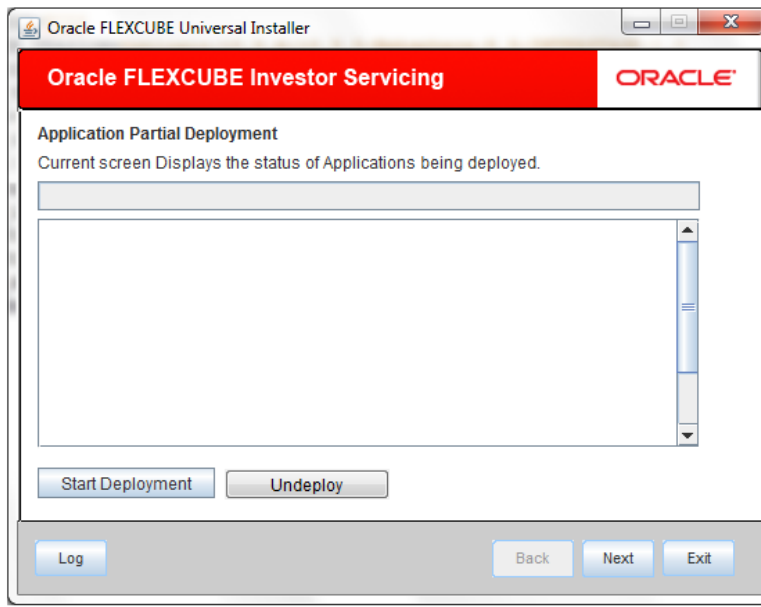 Oracle FLEXCUBE Universal Installer
Oracle FLEXCUBE Investor Servicing
ORACLE
Application Partial Deployment
Current screen Displays the status of Applications being deployed.
Start Deployment Undeploy
Log Back Next Exit